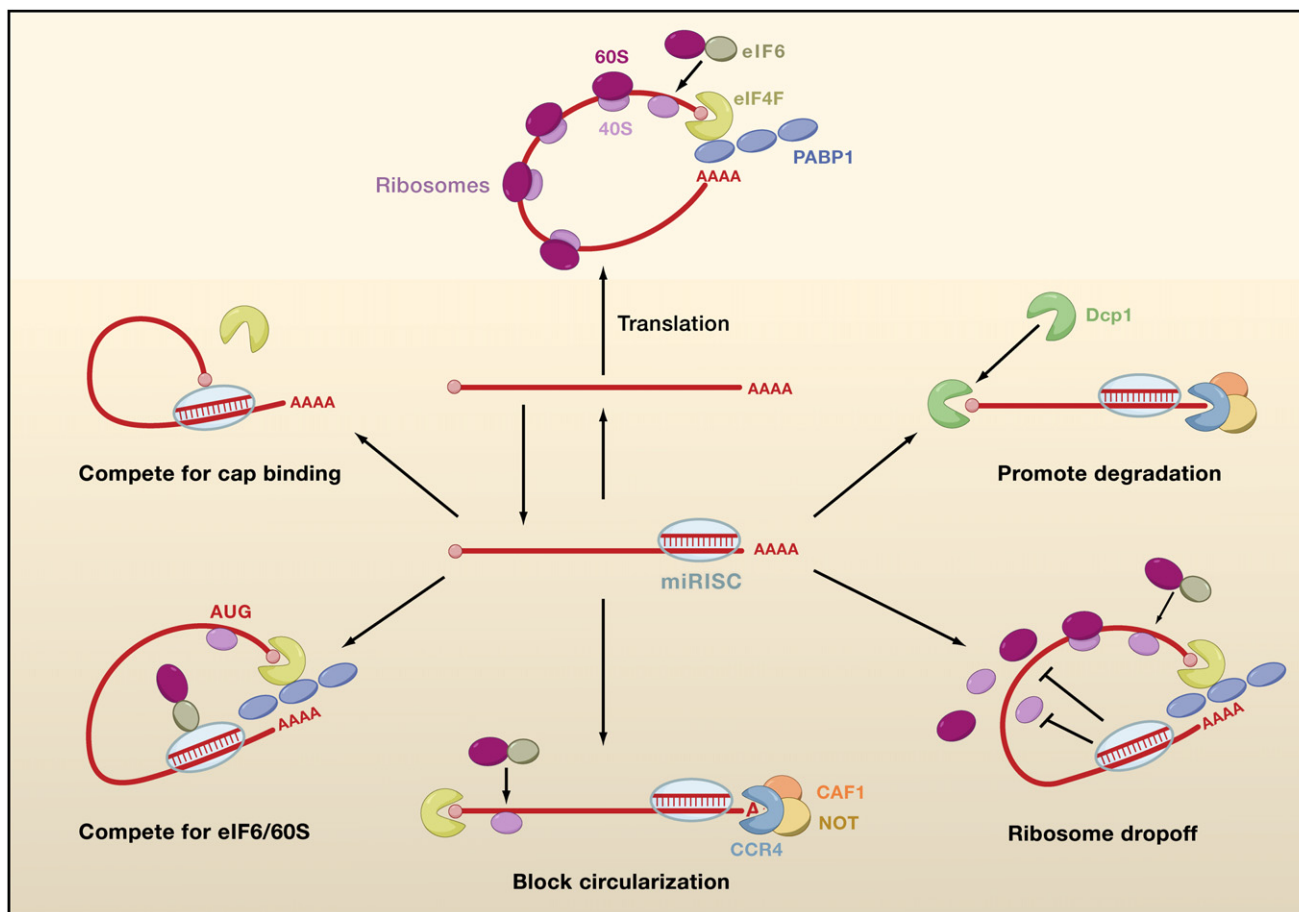 60S
eIF6
eIF4F
40S
PABP1
AAAA
Ribosomes
Translation
Dcp1
AAAA
AAAA
Compete for cap binding
Promote degradation
AAAA
miRISC
AUG
AAAA
AAAA
A
CAF1
NOT
CCR4
Compete for eIF6/60S
Ribosome dropoff
Block circularization